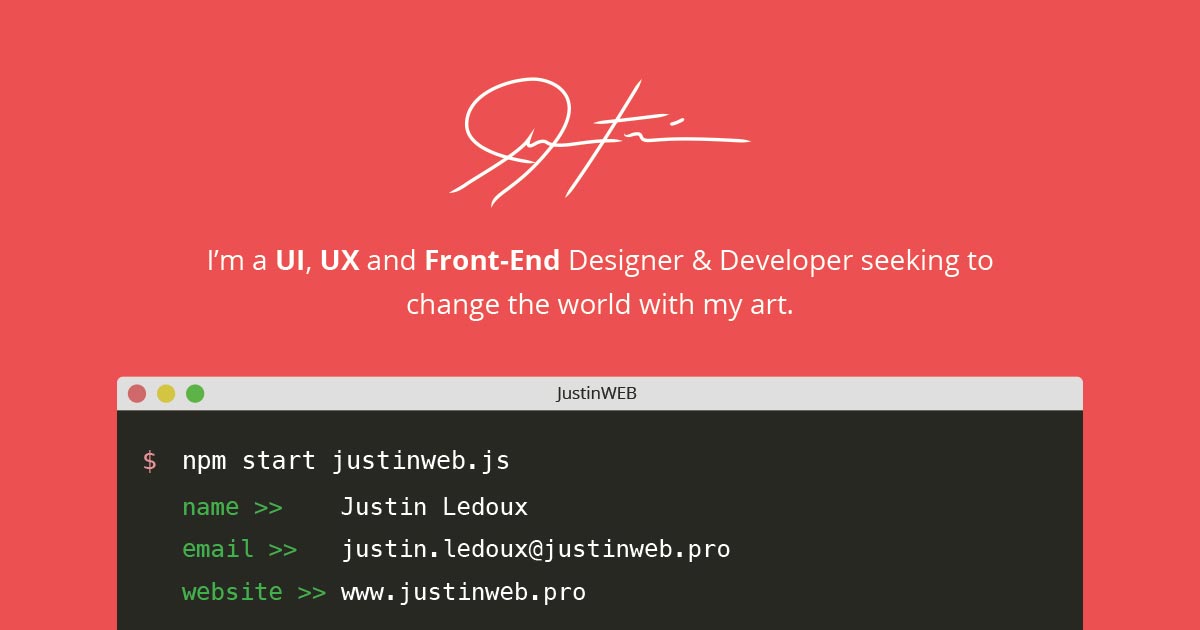 Justin
I’m a UI, UX and Front-End Designer & Developer seeking to
change the world with my art.
JustinWEB
$ npm start justinweb.js
name >> Justin Ledoux
email >> justin.ledoux@justinweb.pro
website >> www.justinweb.pro